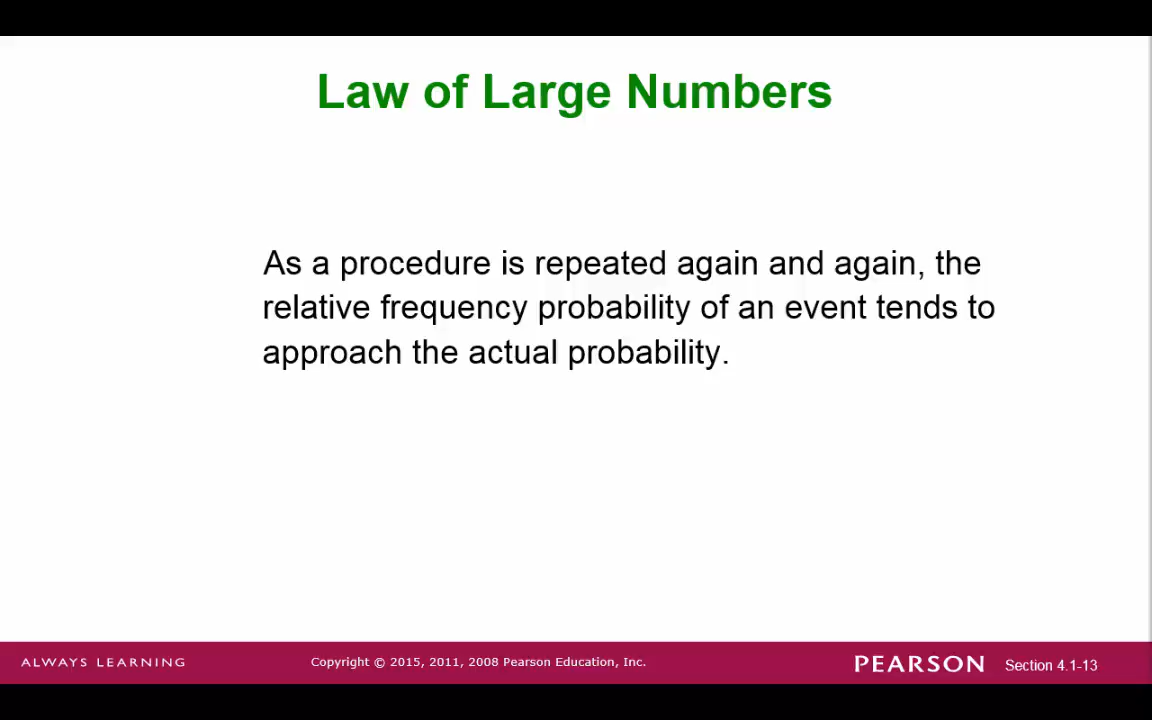 Law of Large Numbers
As a procedure is repeated again and again, the
relative frequency probability of an event tends to
approach the actual probability.
ALWAYS LEARNING
Copyright © 2015, 2011, 2008 Pearson Education, Inc.
PEARSON
Section 4.1-13